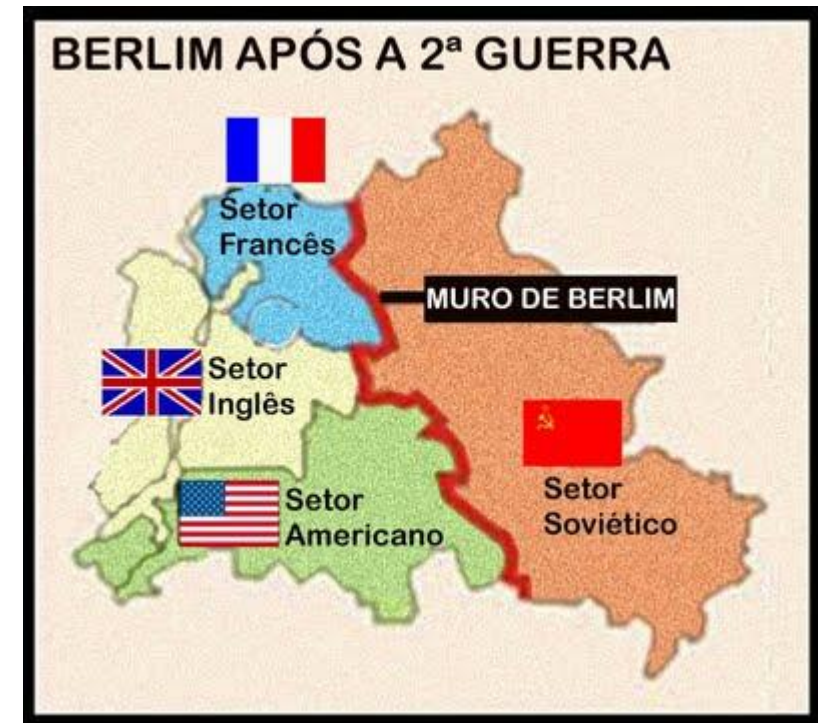 BERLIM APÓS A 2ª GUERRA
Setor
Francês
MURO DE BERLIM
Setor
Inglês
Setor
Americano
Setor
Soviético